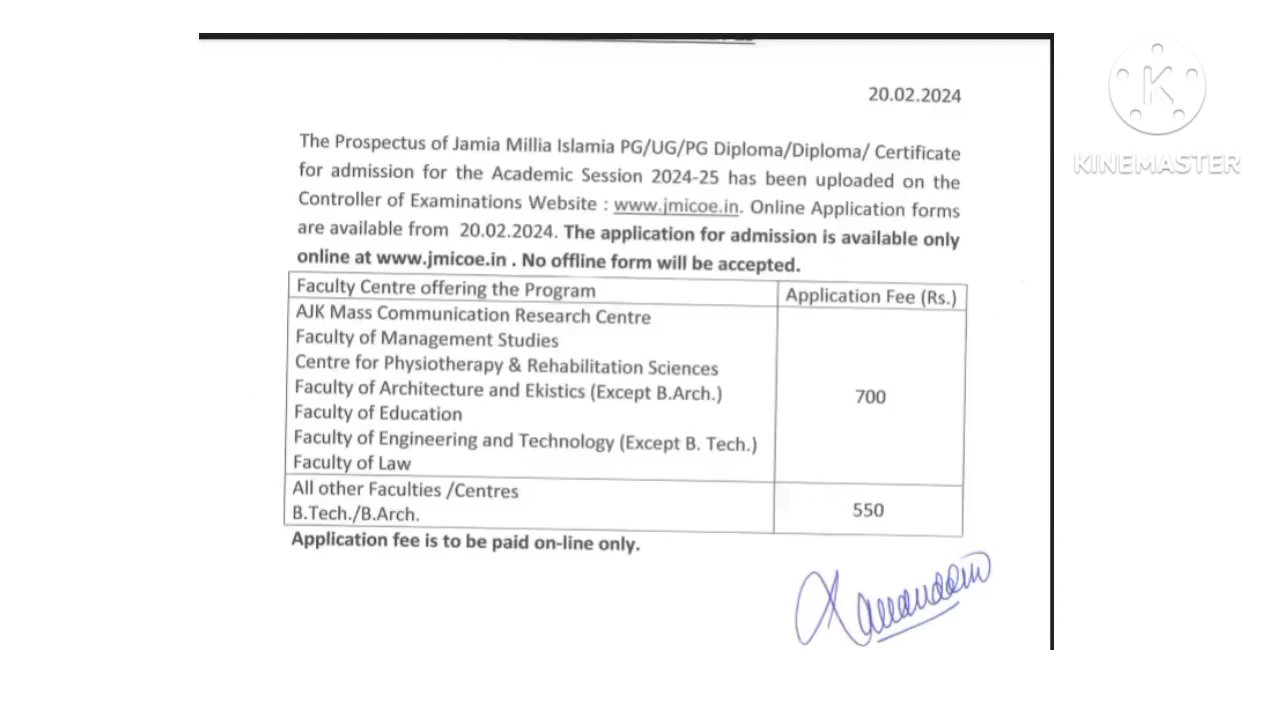 20.02.2024
The Prospectus of Jamia Millia Islamia PG/UG/PG Diploma/Diploma/ Certificate
for admission for the Academic Session 2024-25 has been uploaded on the
Controller of Examinations Website : www.jmicoe.in. Online Application forms
are available from 20.02.2024. The application for admission is available only
online at www.jmicoe.in . No offline form will be accepted.
Faculty Centre offering the Program Application Fee (Rs.)
AJK Mass Communication Research Centre
Faculty of Management Studies
Centre for Physiotherapy & Rehabilitation Sciences
Faculty of Architecture and Ekistics (Except B.Arch.)
700
Faculty of Education
Faculty of Engineering and Technology (Except B. Tech.)
Faculty of Law
All other Faculties /Centres
550
B.Tech./B.Arch.
Application fee is to be paid on-line only.
K
KINEMASTER